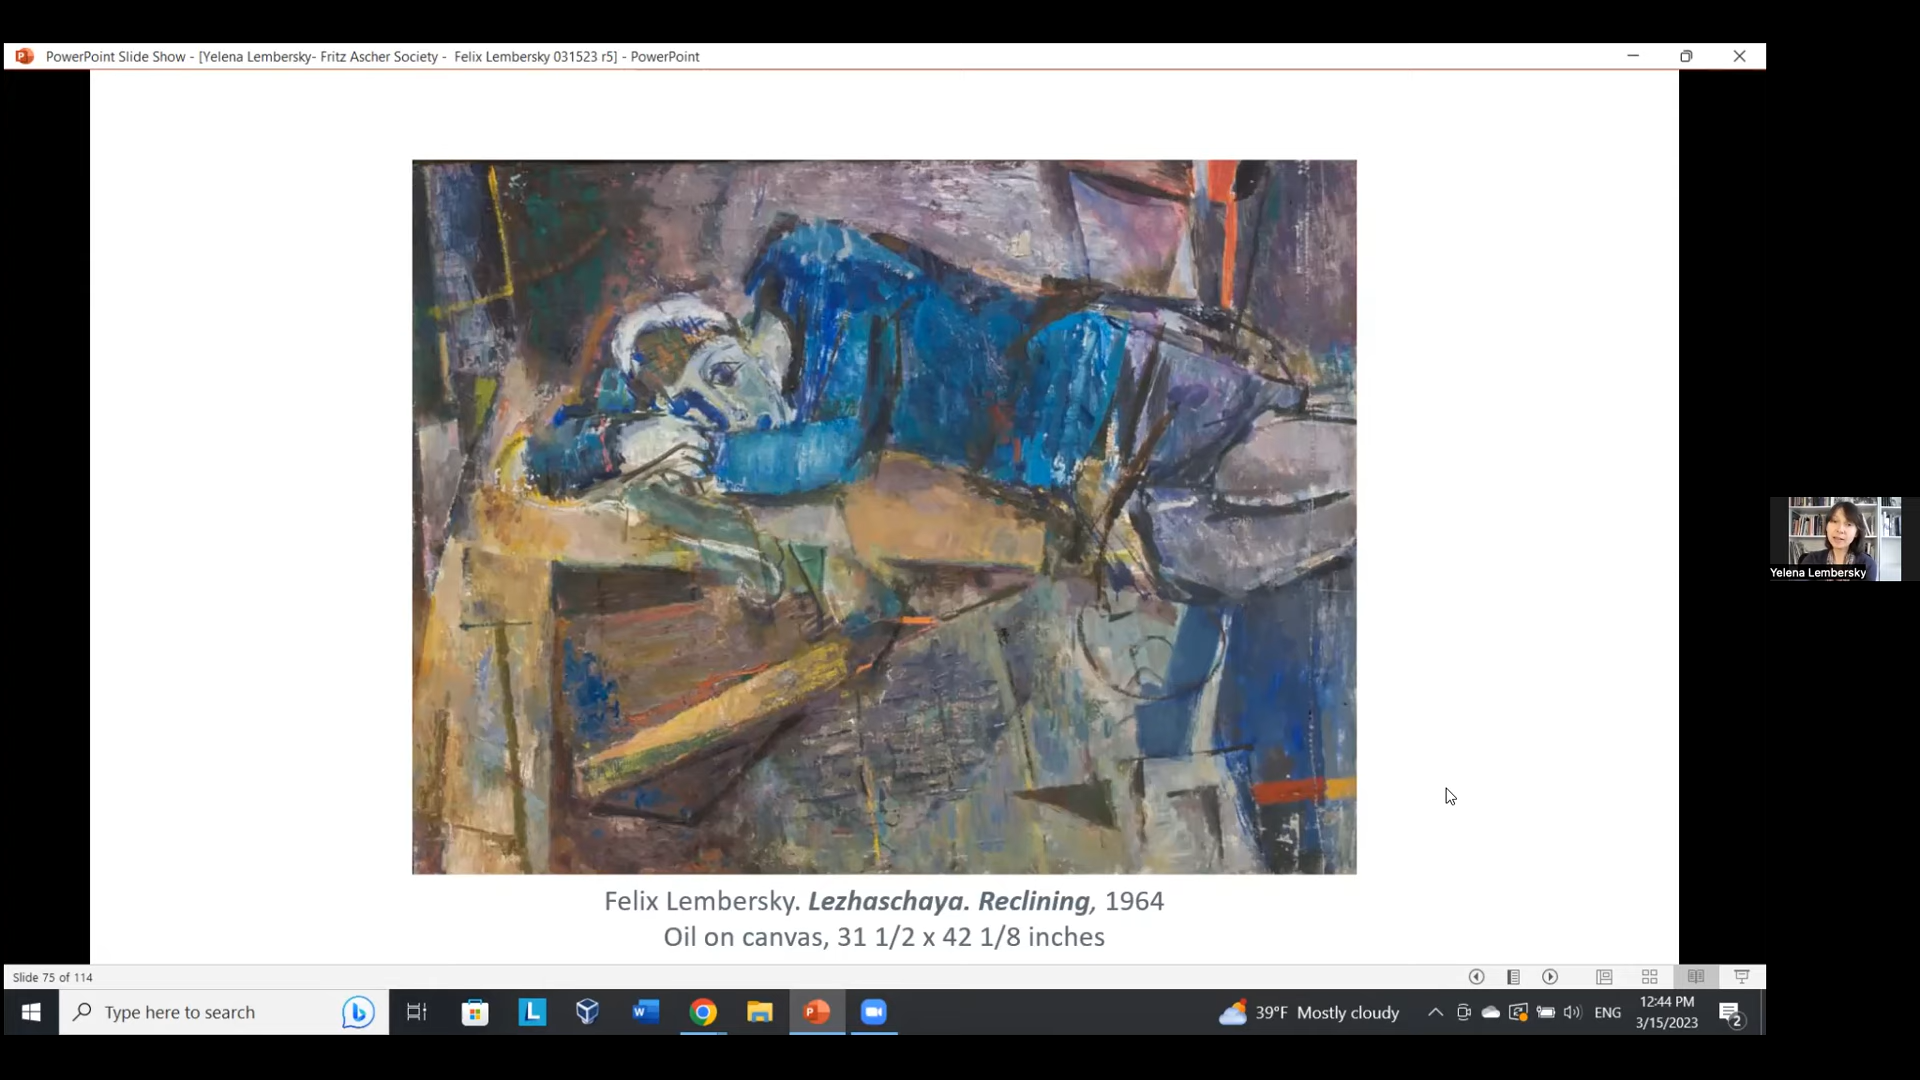 PowerPoint Slide Show - [Yelena Lembersky- Fritz Ascher Society -  Felix Lembersky 031523 r5] - PowerPoint
Yelena Lembersky
Felix Lembersky. Lezhaschaya. Reclining, 1964
Oil on canvas, 31 1/2 x 42 1/8 inches
Slide 75 of 114
Type here to search
39°F Mostly cloudy
ENG
12:44 PM
3/15/2023
2